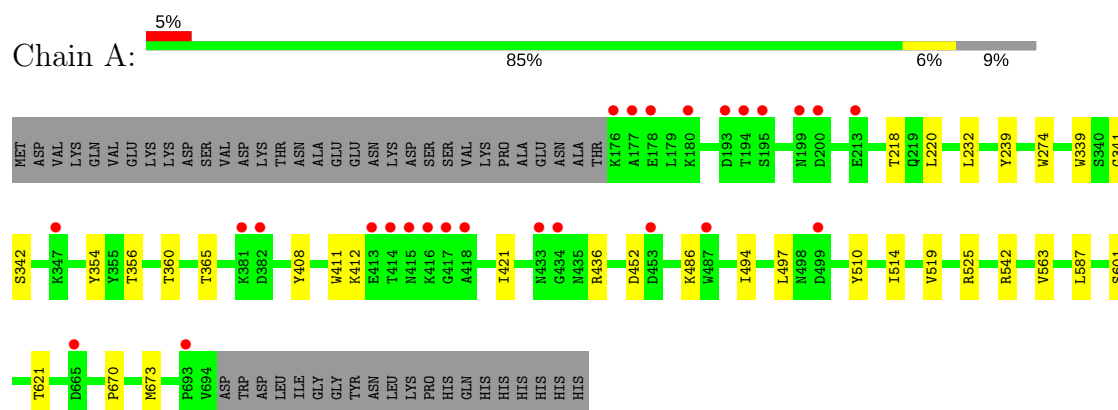 5%
Chain A:
85% 6% 9%
MET ASP VAL LYS GLN VAL GLU LYS LYS ASP SER VAL ASP LYS THR ASN ALA GLU GLU ASN LYS ASP SER SER VAL LYS PRO ALA GLU ASN ALA THR K176 A177 E178 L179 K180 D193 T194 S195 N199 D200 E213 T218 Q219 L220 L232 Y239 W274 W339 S340 G341
S342 K347 Y354 Y355 T356 T360 T365 K381 D382 Y408 W411 K412 E413 T414 N415 K416 G417 A418 I421 N433 G434 N435 R436 D452 D453 K486 W487 I494 L497 N498 D499 Y510 I514 V519 R525 R542 V563 L587 S601
T621 D665 P670 M673 P693 V694 ASP TRP ASP LEU ILE GLY GLY TYR ASN LEU LYS PRO HIS GLN HIS HIS HIS HIS HIS HIS